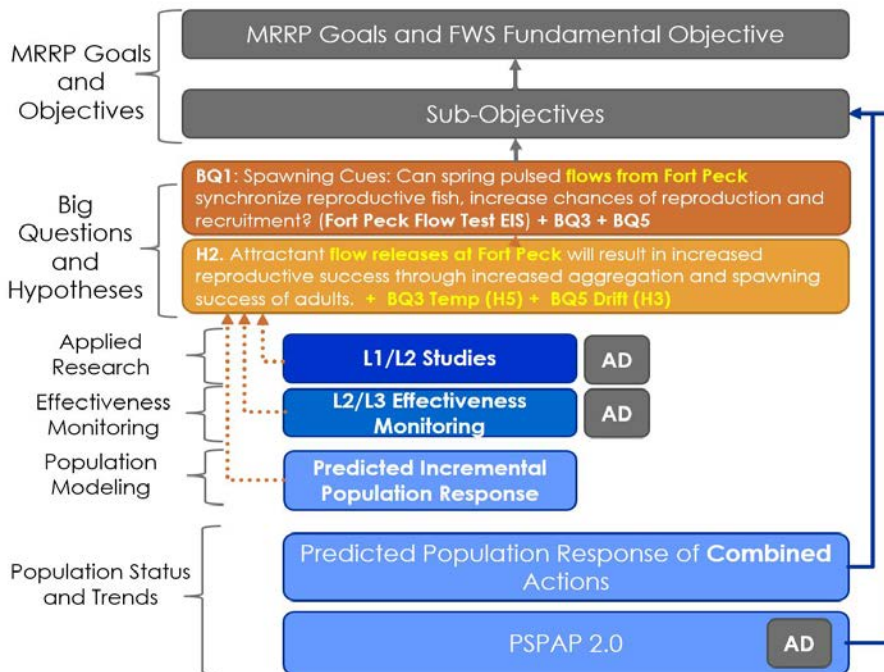 MRRP Goals
and
Objectives
MRRP Goals and FWS Fundamental Objective
Sub-Objectives
Big
Questions
and
Hypotheses
BQ1: Spawning Cues: Can spring pulsed flows from Fort Peck
synchronize reproductive fish, increase chances of reproduction and
recruitment? (Fort Peck Flow Test EIS) + BQ3 + BQ5
H2. Attractant flow releases at Fort Peck will result in increased
reproductive success through increased aggregation and spawning
success of adults. + BQ3 Temp (H5) + BQ5 Drift (H3)
Applied
Research
L1/L2 Studies
AD
Effectiveness
Monitoring
L2/L3 Effectiveness
Monitoring
AD
Population
Modeling
Predicted Incremental
Population Response
Population Status
and Trends
Predicted Population Response of Combined
Actions
PSPAP 2.0
AD